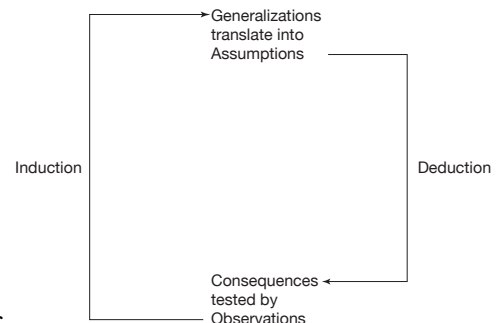 Generalizations
translate into
Assumptions
Induction
Deduction
Consequences
tested by
Observations